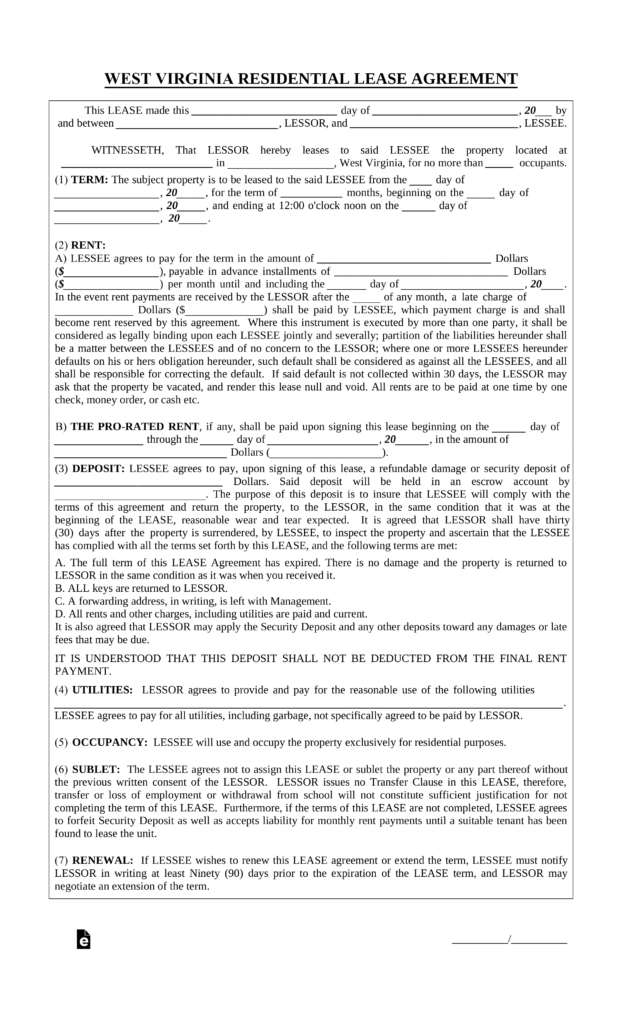 WEST VIRGINIA RESIDENTIAL LEASE AGREEMENT
This LEASE made this ____________ day of ____________, 20___ by
and between ____________, LESSOR, and ____________, LESSEE.
WITNESSETH, That LESSOR hereby leases to said LESSEE the property located at
____________ in ____________, West Virginia, for no more than _____ occupants.
(1) TERM: The subject property is to be leased to the said LESSEE from the ____ day of
____________, 20_____, for the term of ____________ months, beginning on the _____ day of
____________, 20_____, and ending at 12:00 o'clock noon on the ______ day of
____________, 20_____.
(2) RENT:
A) LESSEE agrees to pay for the term in the amount of ____________ Dollars
($____________), payable in advance installments of ____________ Dollars
($____________) per month until and including the _______ day of ____________, 20____.
In the event rent payments are received by the LESSOR after the _____ of any month, a late charge of
____________ Dollars ($____________) shall be paid by LESSEE, which payment charge is and shall
become rent reserved by this agreement. Where this instrument is executed by more than one party, it shall be
considered as legally binding upon each LESSEE jointly and severally; partition of the liabilities hereunder shall
be a matter between the LESSEES and of no concern to the LESSOR; where one or more LESSEES hereunder
defaults on his or hers obligation hereunder, such default shall be considered as against all the LESSEES, and all
shall be responsible for correcting the default. If said default is not collected within 30 days, the LESSOR may
ask that the property be vacated, and render this lease null and void. All rents are to be paid at one time by one
check, money order, or cash etc.
B) THE PRO-RATED RENT, if any, shall be paid upon signing this lease beginning on the ______ day of
____________ through the ______ day of ____________, 20______, in the amount of
____________ Dollars (____________).
(3) DEPOSIT: LESSEE agrees to pay, upon signing of this lease, a refundable damage or security deposit of
____________ Dollars. Said deposit will be held in an escrow account by
____________. The purpose of this deposit is to insure that LESSEE will comply with the
terms of this agreement and return the property, to the LESSOR, in the same condition that it was at the
beginning of the LEASE, reasonable wear and tear expected. It is agreed that LESSOR shall have thirty
(30) days after the property is surrendered, by LESSEE, to inspect the property and ascertain that the LESSEE
has complied with all the terms set forth by this LEASE, and the following terms are met:
A. The full term of this LEASE Agreement has expired. There is no damage and the property is returned to
LESSOR in the same condition as it was when you received it.
B. ALL keys are returned to LESSOR.
C. A forwarding address, in writing, is left with Management.
D. All rents and other charges, including utilities are paid and current.
It is also agreed that LESSOR may apply the Security Deposit and any other deposits toward any damages or late
fees that may be due.
IT IS UNDERSTOOD THAT THIS DEPOSIT SHALL NOT BE DEDUCTED FROM THE FINAL RENT
PAYMENT.
(4) UTILITIES: LESSOR agrees to provide and pay for the reasonable use of the following utilities
____________.
LESSEE agrees to pay for all utilities, including garbage, not specifically agreed to be paid by LESSOR.
(5) OCCUPANCY: LESSEE will use and occupy the property exclusively for residential purposes.
(6) SUBLET: The LESSEE agrees not to assign this LEASE or sublet the property or any part thereof without
the previous written consent of the LESSOR. LESSOR issues no Transfer Clause in this LEASE, therefore,
transfer or loss of employment or withdrawal from school will not constitute sufficient justification for not
completing the term of this LEASE. Furthermore, if the terms of this LEASE are not completed, LESSEE agrees
to forfeit Security Deposit as well as accepts liability for monthly rent payments until a suitable tenant has been
found to lease the unit.
(7) RENEWAL: If LESSEE wishes to renew this LEASE agreement or extend the term, LESSEE must notify
LESSOR in writing at least Ninety (90) days prior to the expiration of the LEASE term, and LESSOR may
negotiate an extension of the term.
e
__________/__________